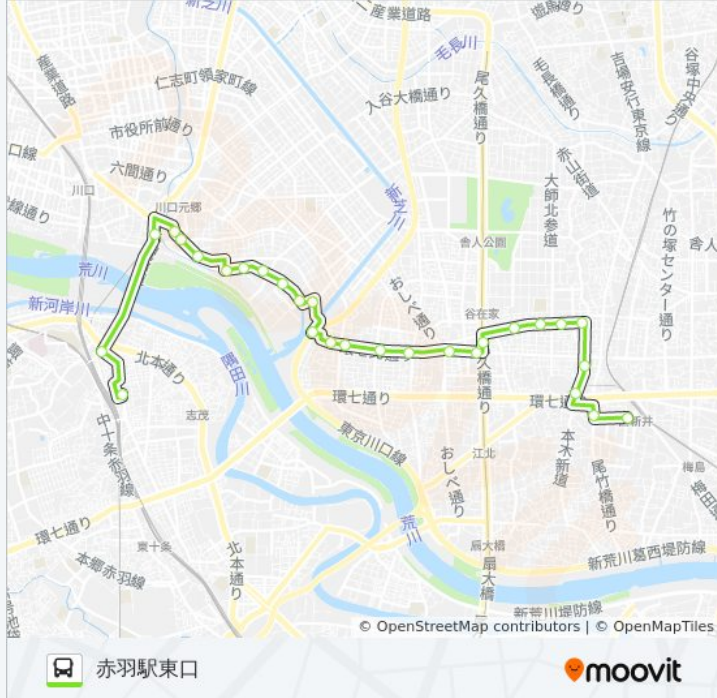 新芝川
産業道路
遊馬通り
毛長川
産業道路
仁志町領家町線
尾久橋通り
毛長橋通り
吉場安行東京線
谷塚中央通り
入谷大橋通り
市役所前通り
口線
六間通り
赤山街道
川口
大師北参道
川口元郷
新芝川
竹の塚センター通り
舎人公園
荒川
おしべ通り
新河岸川
谷在家
北本通り
隅田川
環七通り
志茂
東京川口線
中十条赤羽線
本木新道
江北
おしべ通り
尾竹橋通り
梅島
環七通り
荒川
東十条
北本通り
扇大橋
新荒川葛西堤防線
本郷赤羽線
扇大橋
新荒川堤防線
© OpenStreetMap contributors | © OpenMapTiles
赤羽駅東口
moovit